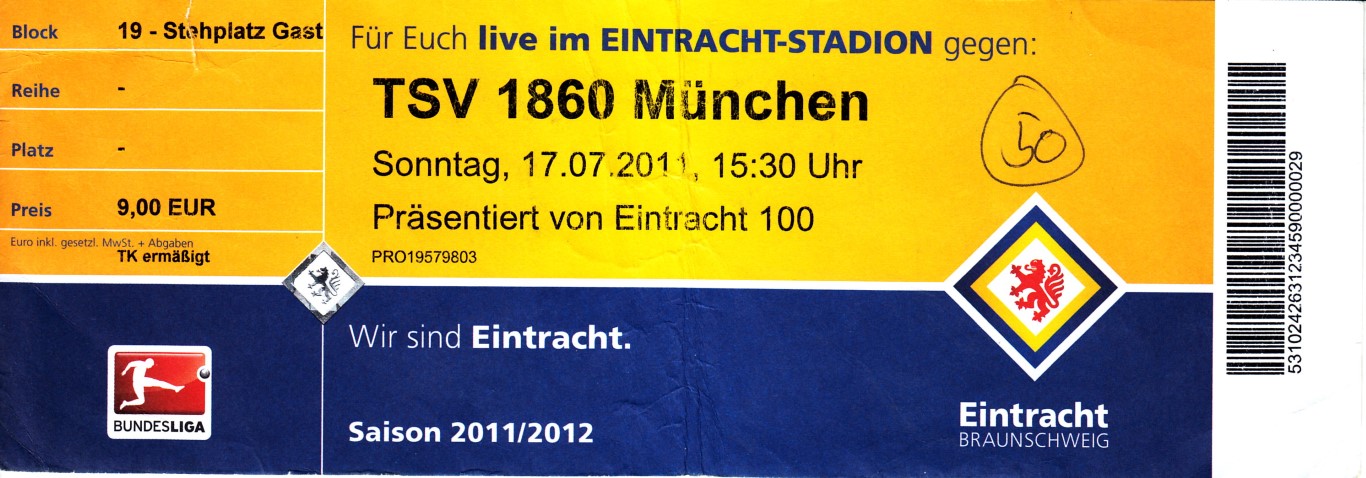 Block 19 - Stehplatz Gast
Reihe -
Platz -
Preis 9,00 EUR
Euro inkl. gesetzl. MwSt. + Abgaben
TK ermäßigt
Für Euch live im EINTRACHT-STADION gegen:
TSV 1860 München
Sonntag, 17.07.2011, 15:30 Uhr
Präsentiert von Eintracht 100
PRO19579803
50
Wir sind Eintracht.
Saison 2011/2012
BUNDESLIGA
Eintracht
BRAUNSCHWEIG
53102426312345900000029